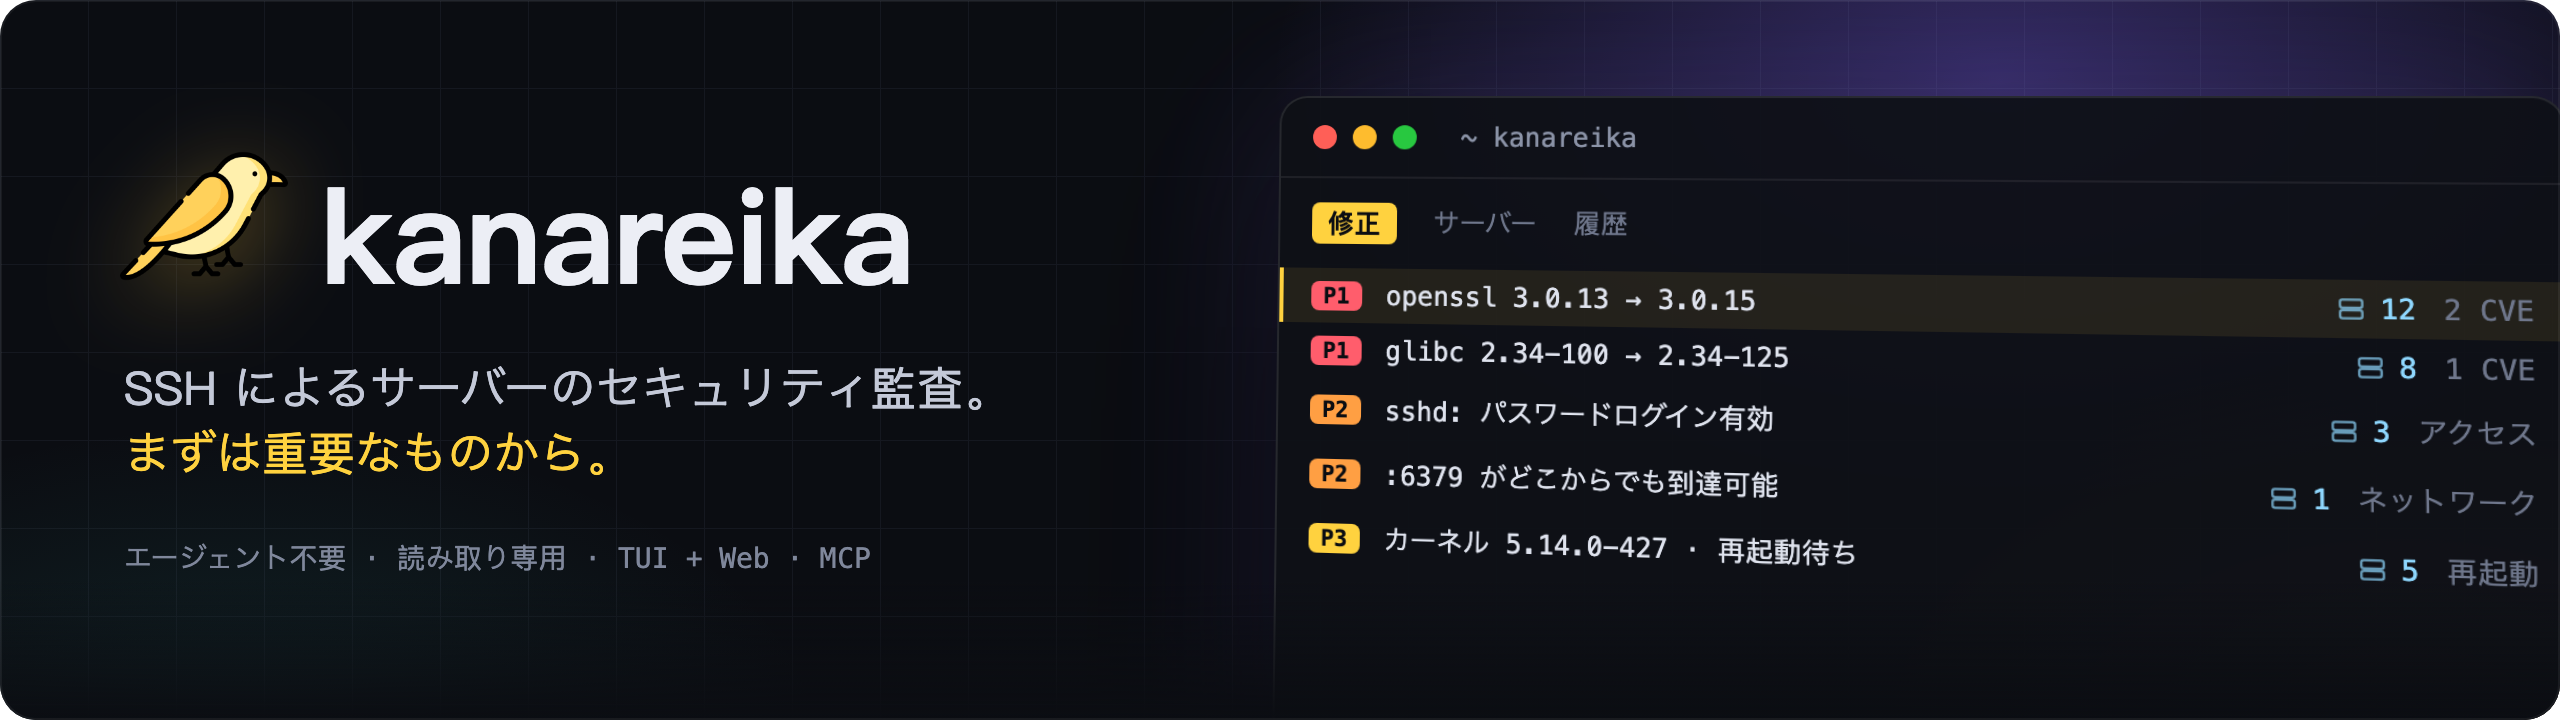 kanareika
SSH によるサーバーのセキュリティ監査。
まずは重要なものから。
エージェント不要 · 読み取り専用 · TUI + Web · MCP
~ kanareika
修正 サーバー 履歴
P1 openssl 3.0.13 → 3.0.15 12 2 CVE
P1 glibc 2.34-100 → 2.34-125 8 1 CVE
P2 sshd: パスワードログイン有効 3 アクセス
P2 :6379 がどこからでも到達可能 1 ネットワーク
P3 カーネル 5.14.0-427 · 再起動待ち 5 再起動